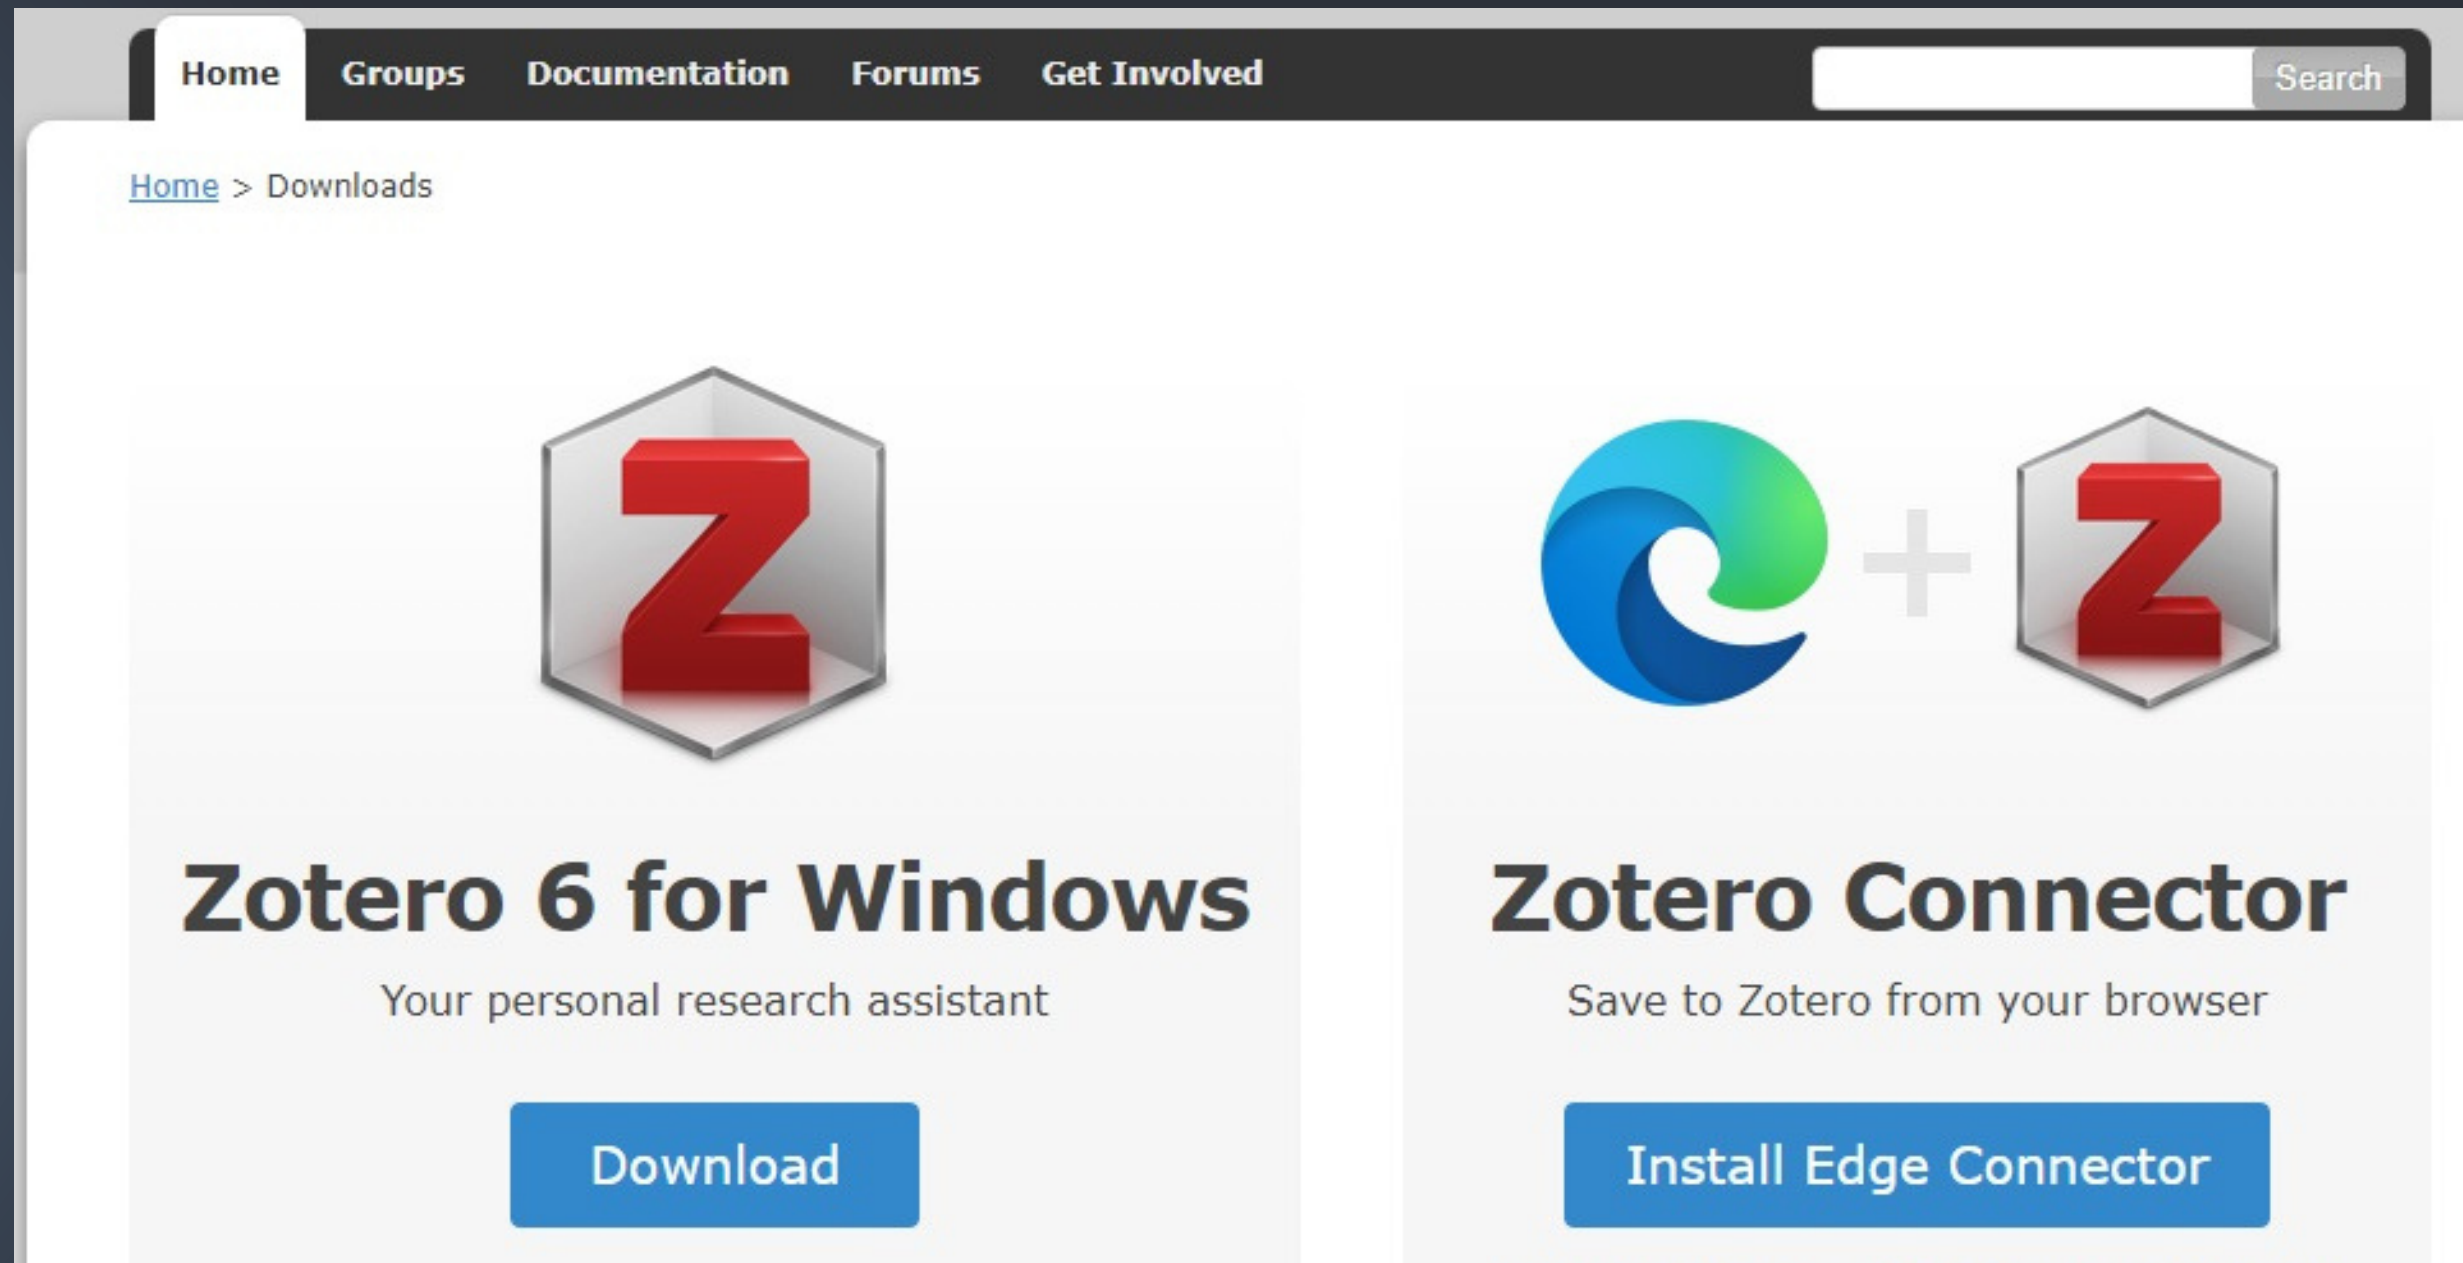 Home Groups Documentation Forums Get Involved Search
Home > Downloads
Z
Z
Zotero 6 for Windows
Your personal research assistant
Download
Zotero Connector
Save to Zotero from your browser
Install Edge Connector